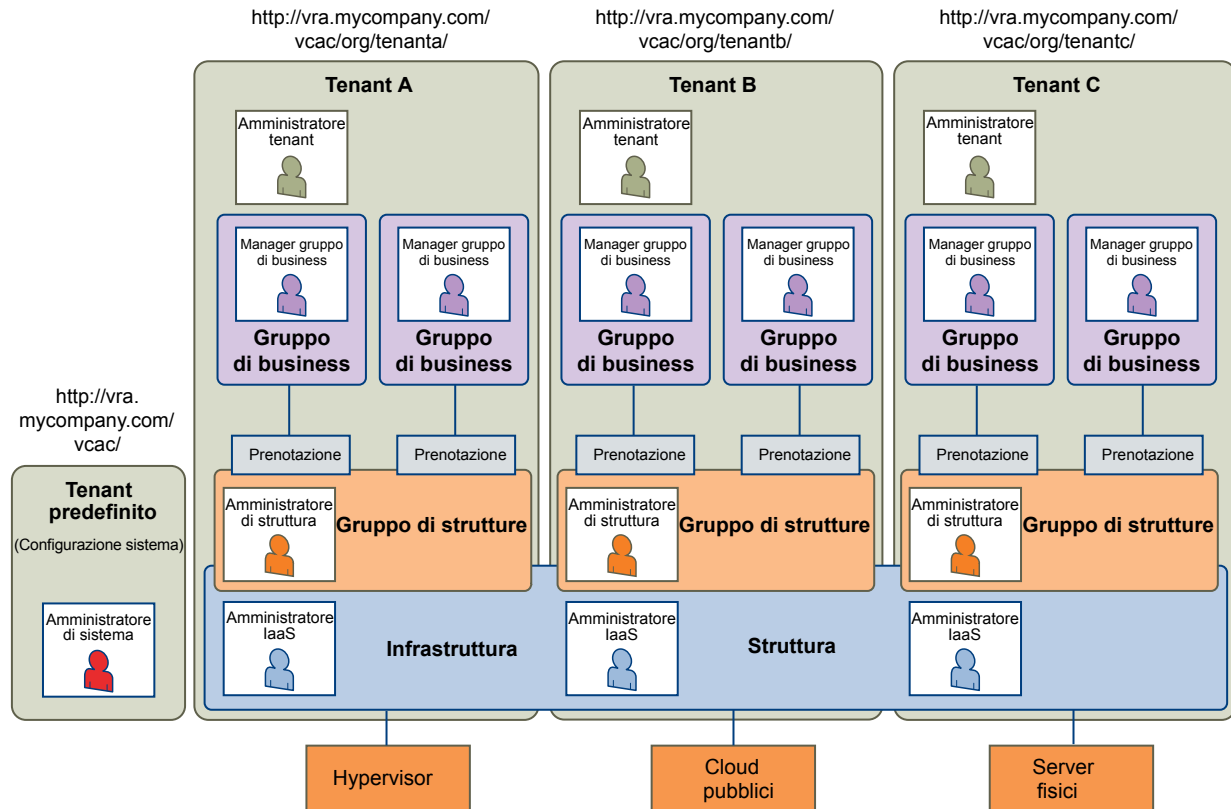 http://vra.mycompany.com/
vcac/org/tenanta/
http://vra.mycompany.com/
vcac/org/tenantb/
http://vra.mycompany.com/
vcac/org/tenantc/
Tenant A
Tenant B
Tenant C
Amministratore
tenant
Amministratore
tenant
Amministratore
tenant
Manager gruppo
di business
Gruppo
di business
Manager gruppo
di business
Gruppo
di business
Manager gruppo
di business
Gruppo
di business
Manager gruppo
di business
Gruppo
di business
Manager gruppo
di business
Gruppo
di business
Manager gruppo
di business
Gruppo
di business
http://vra.
mycompany.com/
vcac/
Prenotazione
Prenotazione
Prenotazione
Prenotazione
Prenotazione
Prenotazione
Tenant
predefinito
(Configurazione sistema)
Amministratore
di sistema
Amministratore
di struttura
Gruppo di strutture
Amministratore
di struttura
Gruppo di strutture
Amministratore
di struttura
Gruppo di strutture
Amministratore
IaaS
Infrastruttura
Amministratore
IaaS
Struttura
Amministratore
IaaS
Hypervisor
Cloud
pubblici
Server
fisici